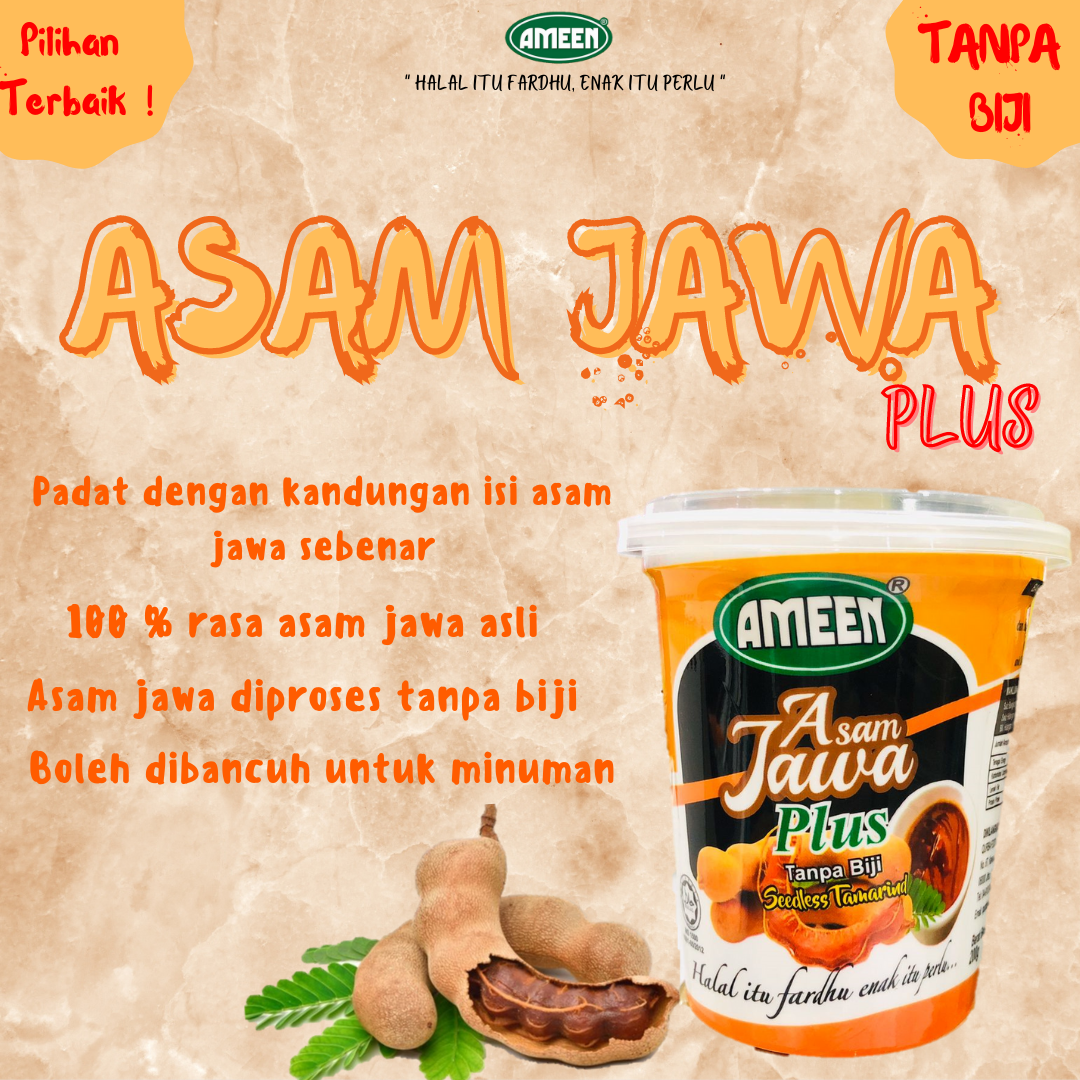 Pilihan
Terbaik !
AMEEN
" HALAL ITU FARDHU, ENAK ITU PERLU "
TANPA
BIJI
ASAM JAWA
PLUS
Padat dengan kandungan isi asam
jawa sebenar
100 % rasa asam jawa asli
Asam jawa diproses tanpa biji
Boleh dibancuh untuk minuman
AMEEN ®
Asam
Jawa
Plus
Tanpa Biji
Seedless Tamarind
Halal itu fardhu enak itu perlu...